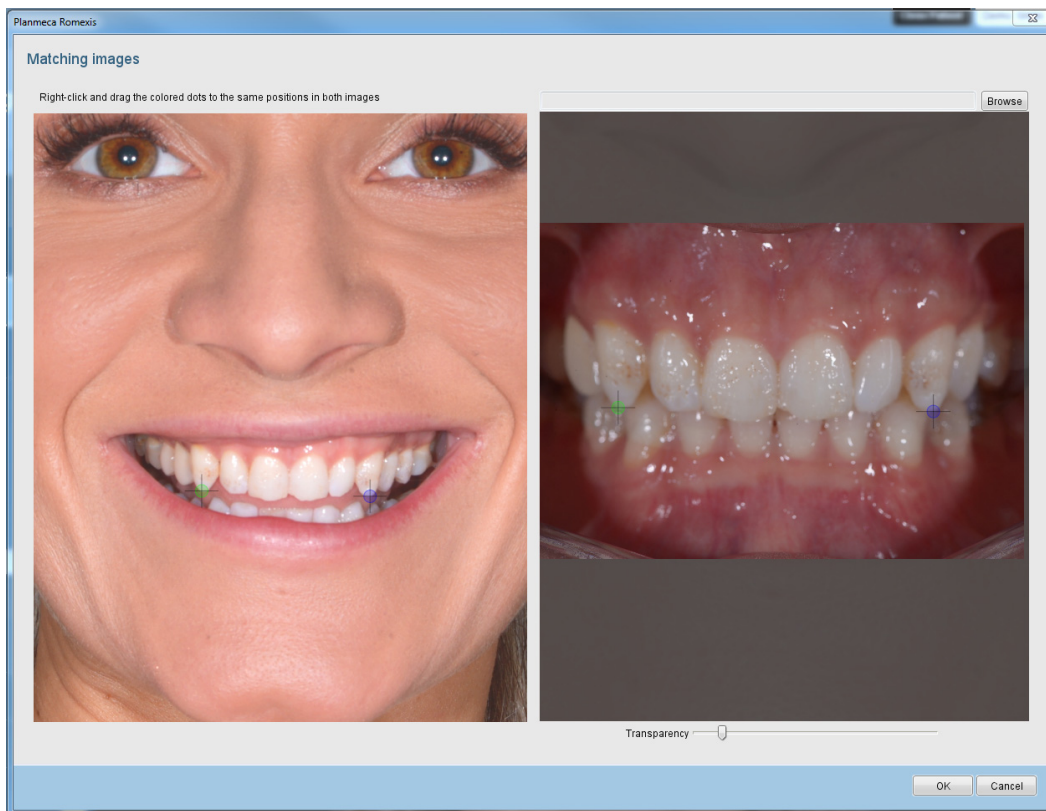 Planmeca Romexis
Matching images
Right-click and drag the colored dots to the same positions in both images
Browse
Transparency
OK
Cancel